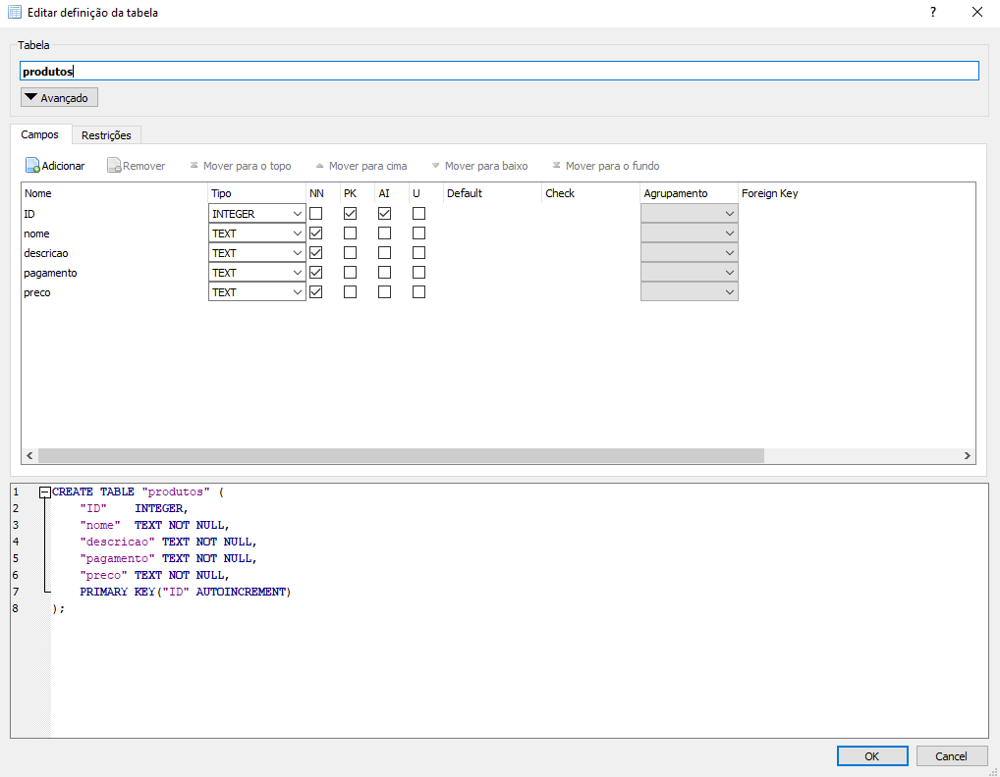 Editar definição da tabela ?
Tabela
produtos
Avançado
Campos Restrições
Adicionar Remover Mover para o topo Mover para cima Mover para baixo Mover para o fundo
Nome Tipo NN PK AI U Default Check Agrupamento Foreign Key
ID INTEGER
nome TEXT
descricao TEXT
pagamento TEXT
preco TEXT
1 CREATE TABLE "produtos" (
2 "ID" INTEGER,
3 "nome" TEXT NOT NULL,
4 "descricao" TEXT NOT NULL,
5 "pagamento" TEXT NOT NULL,
6 "preco" TEXT NOT NULL,
7 PRIMARY KEY("ID" AUTOINCREMENT)
8 );
OK Cancel